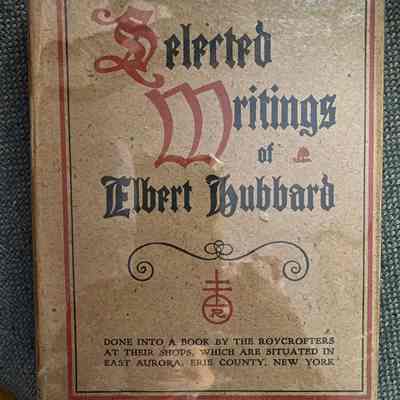 Selected
Writings
of
Elbert Hubbard
R
DONE INTO A BOOK BY THE ROYCROFTERS
AT THEIR SHOPS, WHICH ARE SITUATED IN
EAST AURORA, ERIE COUNTY, NEW YORK